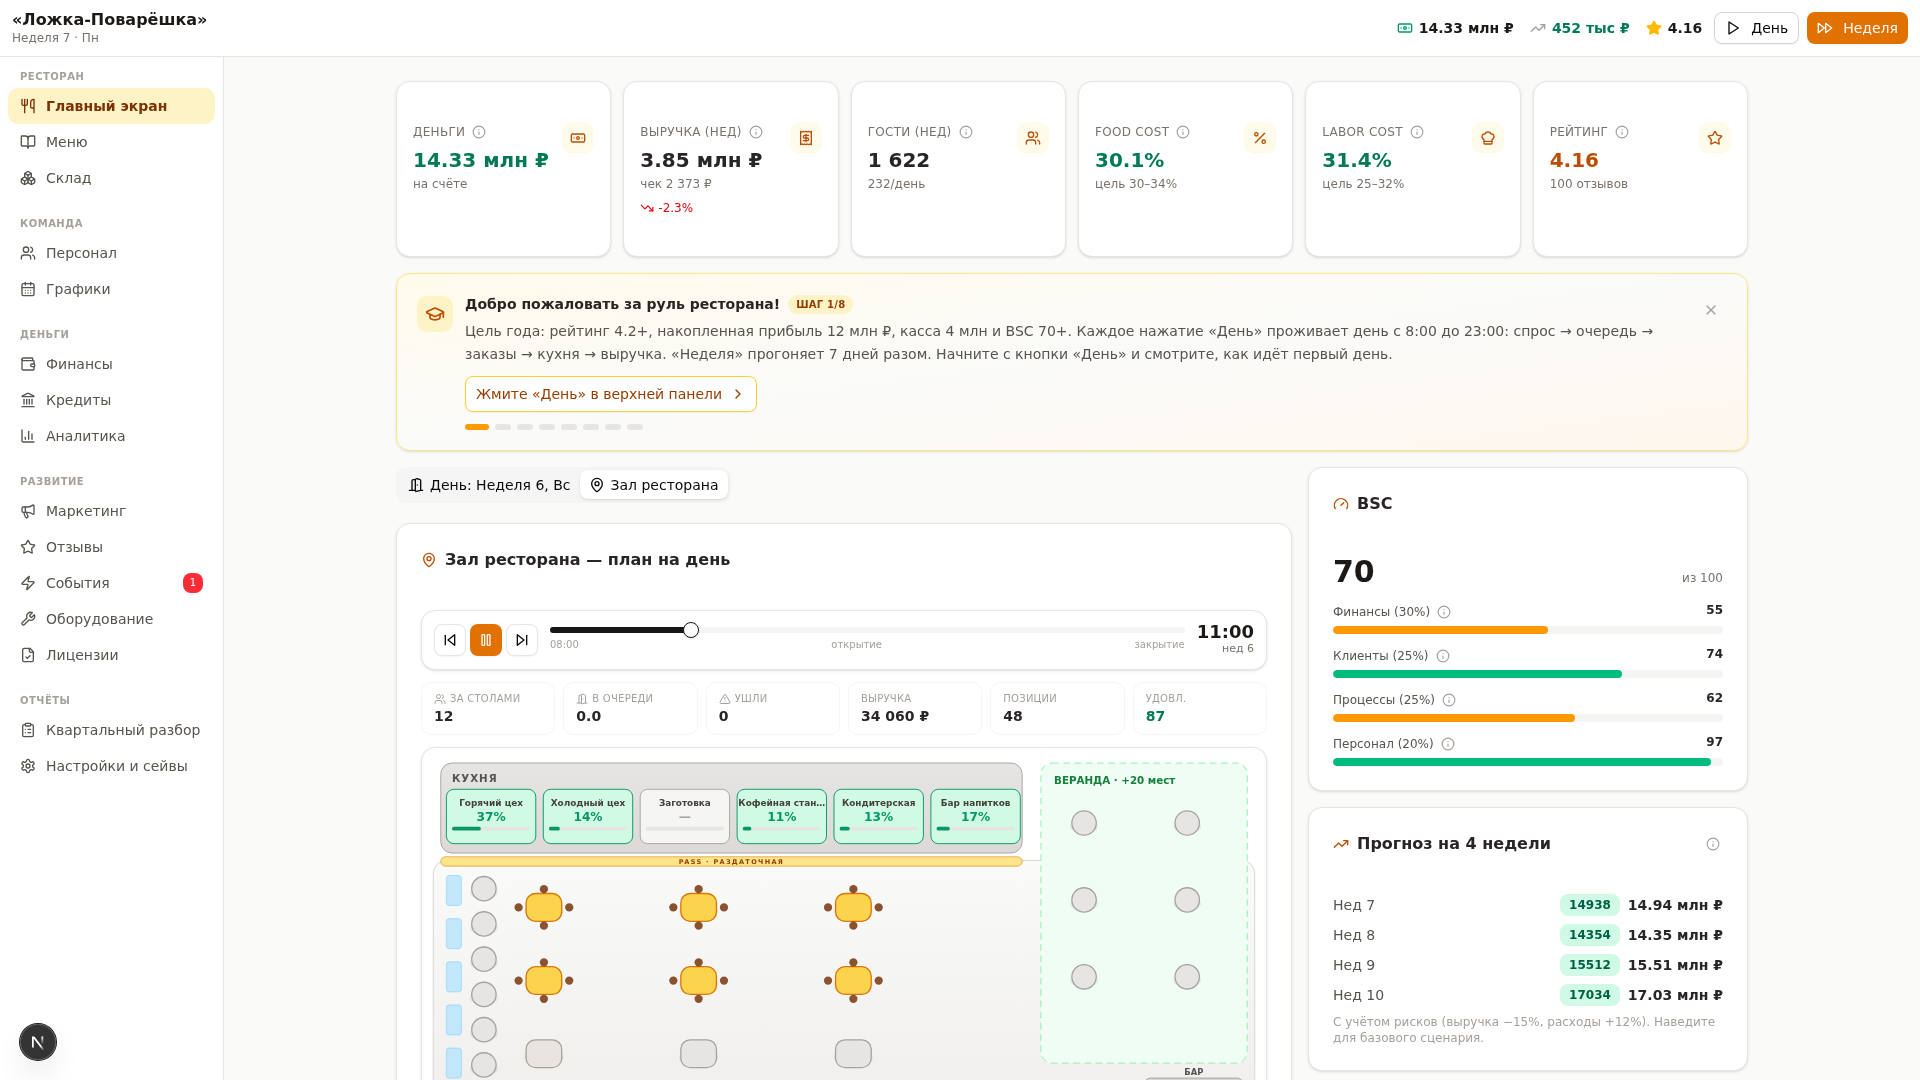 «Ложка-Поварёшка»
Неделя 7 · Пн
14.33 млн ₽
452 тыс ₽
4.16
День
Неделя
РЕСТОРАН
Главный экран
Меню
Склад
КОМАНДА
Персонал
Графики
ДЕНЬГИ
Финансы
Кредиты
Аналитика
РАЗВИТИЕ
Маркетинг
Отзывы
События
1
Оборудование
Лицензии
ОТЧЁТЫ
Квартальный разбор
Настройки и сейвы
N
ДЕНЬГИ
14.33 млн ₽
на счёте
ВЫРУЧКА (НЕД)
3.85 млн ₽
чек 2 373 ₽
-2.3%
ГОСТИ (НЕД)
1 622
232/день
FOOD COST
30.1%
цель 30–34%
LABOR COST
31.4%
цель 25–32%
РЕЙТИНГ
4.16
100 отзывов
Добро пожаловать за руль ресторана!
ШАГ 1/8
Цель года: рейтинг 4.2+, накопленная прибыль 12 млн ₽, касса 4 млн и BSC 70+. Каждое нажатие «День» проживает день с 8:00 до 23:00: спрос → очередь →
заказы → кухня → выручка. «Неделя» прогоняет 7 дней разом. Начните с кнопки «День» и смотрите, как идёт первый день.
Жмите «День» в верхней панели
День: Неделя 6, Вс
Зал ресторана
Зал ресторана — план на день
08:00
открытие
закрытие
11:00
нед 6
ЗА СТОЛАМИ
12
В ОЧЕРЕДИ
0.0
УШЛИ
0
ВЫРУЧКА
34 060 ₽
ПОЗИЦИИ
48
УДОВЛ.
87
КУХНЯ
Горячий цех
37%
Холодный цех
14%
Заготовка
—
Кофейная стан...
11%
Кондитерская
13%
Бар напитков
17%
PASS · РАЗДАТОЧНАЯ
ВЕРАНДА · +20 мест
БАР
BSC
70
из 100
Финансы (30%)
55
Клиенты (25%)
74
Процессы (25%)
62
Персонал (20%)
97
Прогноз на 4 недели
Нед 7
14938
14.94 млн ₽
Нед 8
14354
14.35 млн ₽
Нед 9
15512
15.51 млн ₽
Нед 10
17034
17.03 млн ₽
С учётом рисков (выручка −15%, расходы +12%). Наведите
для базового сценария.